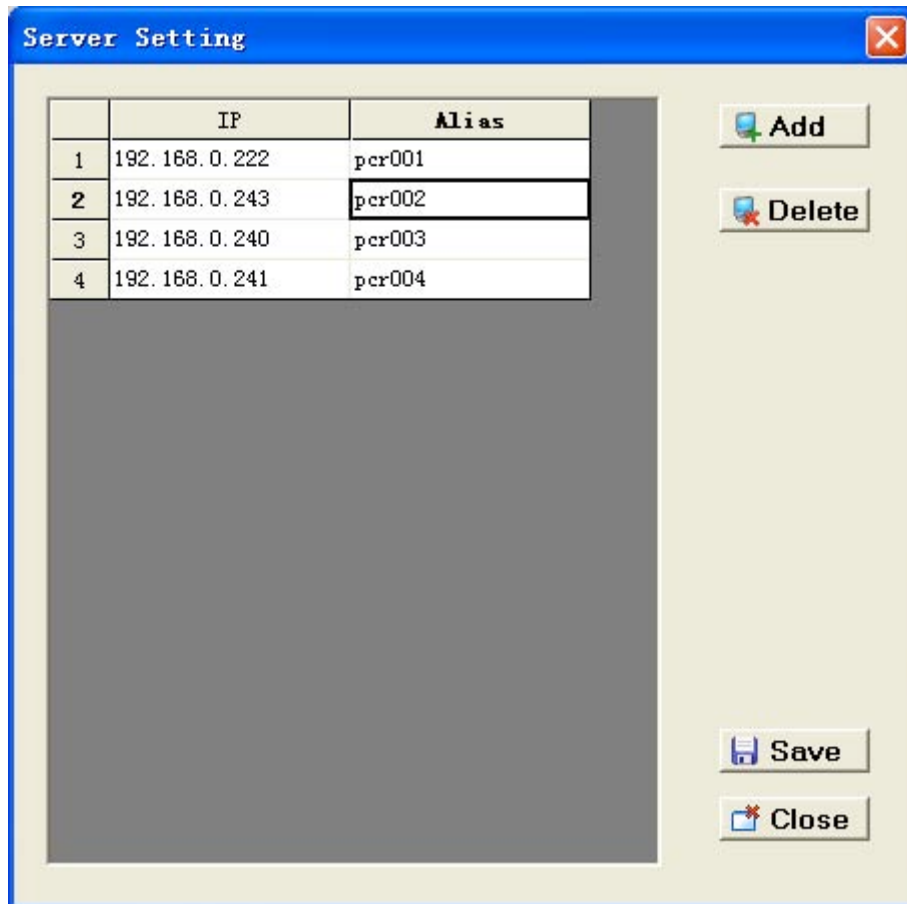 Server Setting
IP Alias
1 192.168.0.222 pcr001
2 192.168.0.243 pcr002
3 192.168.0.240 pcr003
4 192.168.0.241 pcr004
Add
Delete
Save
Close